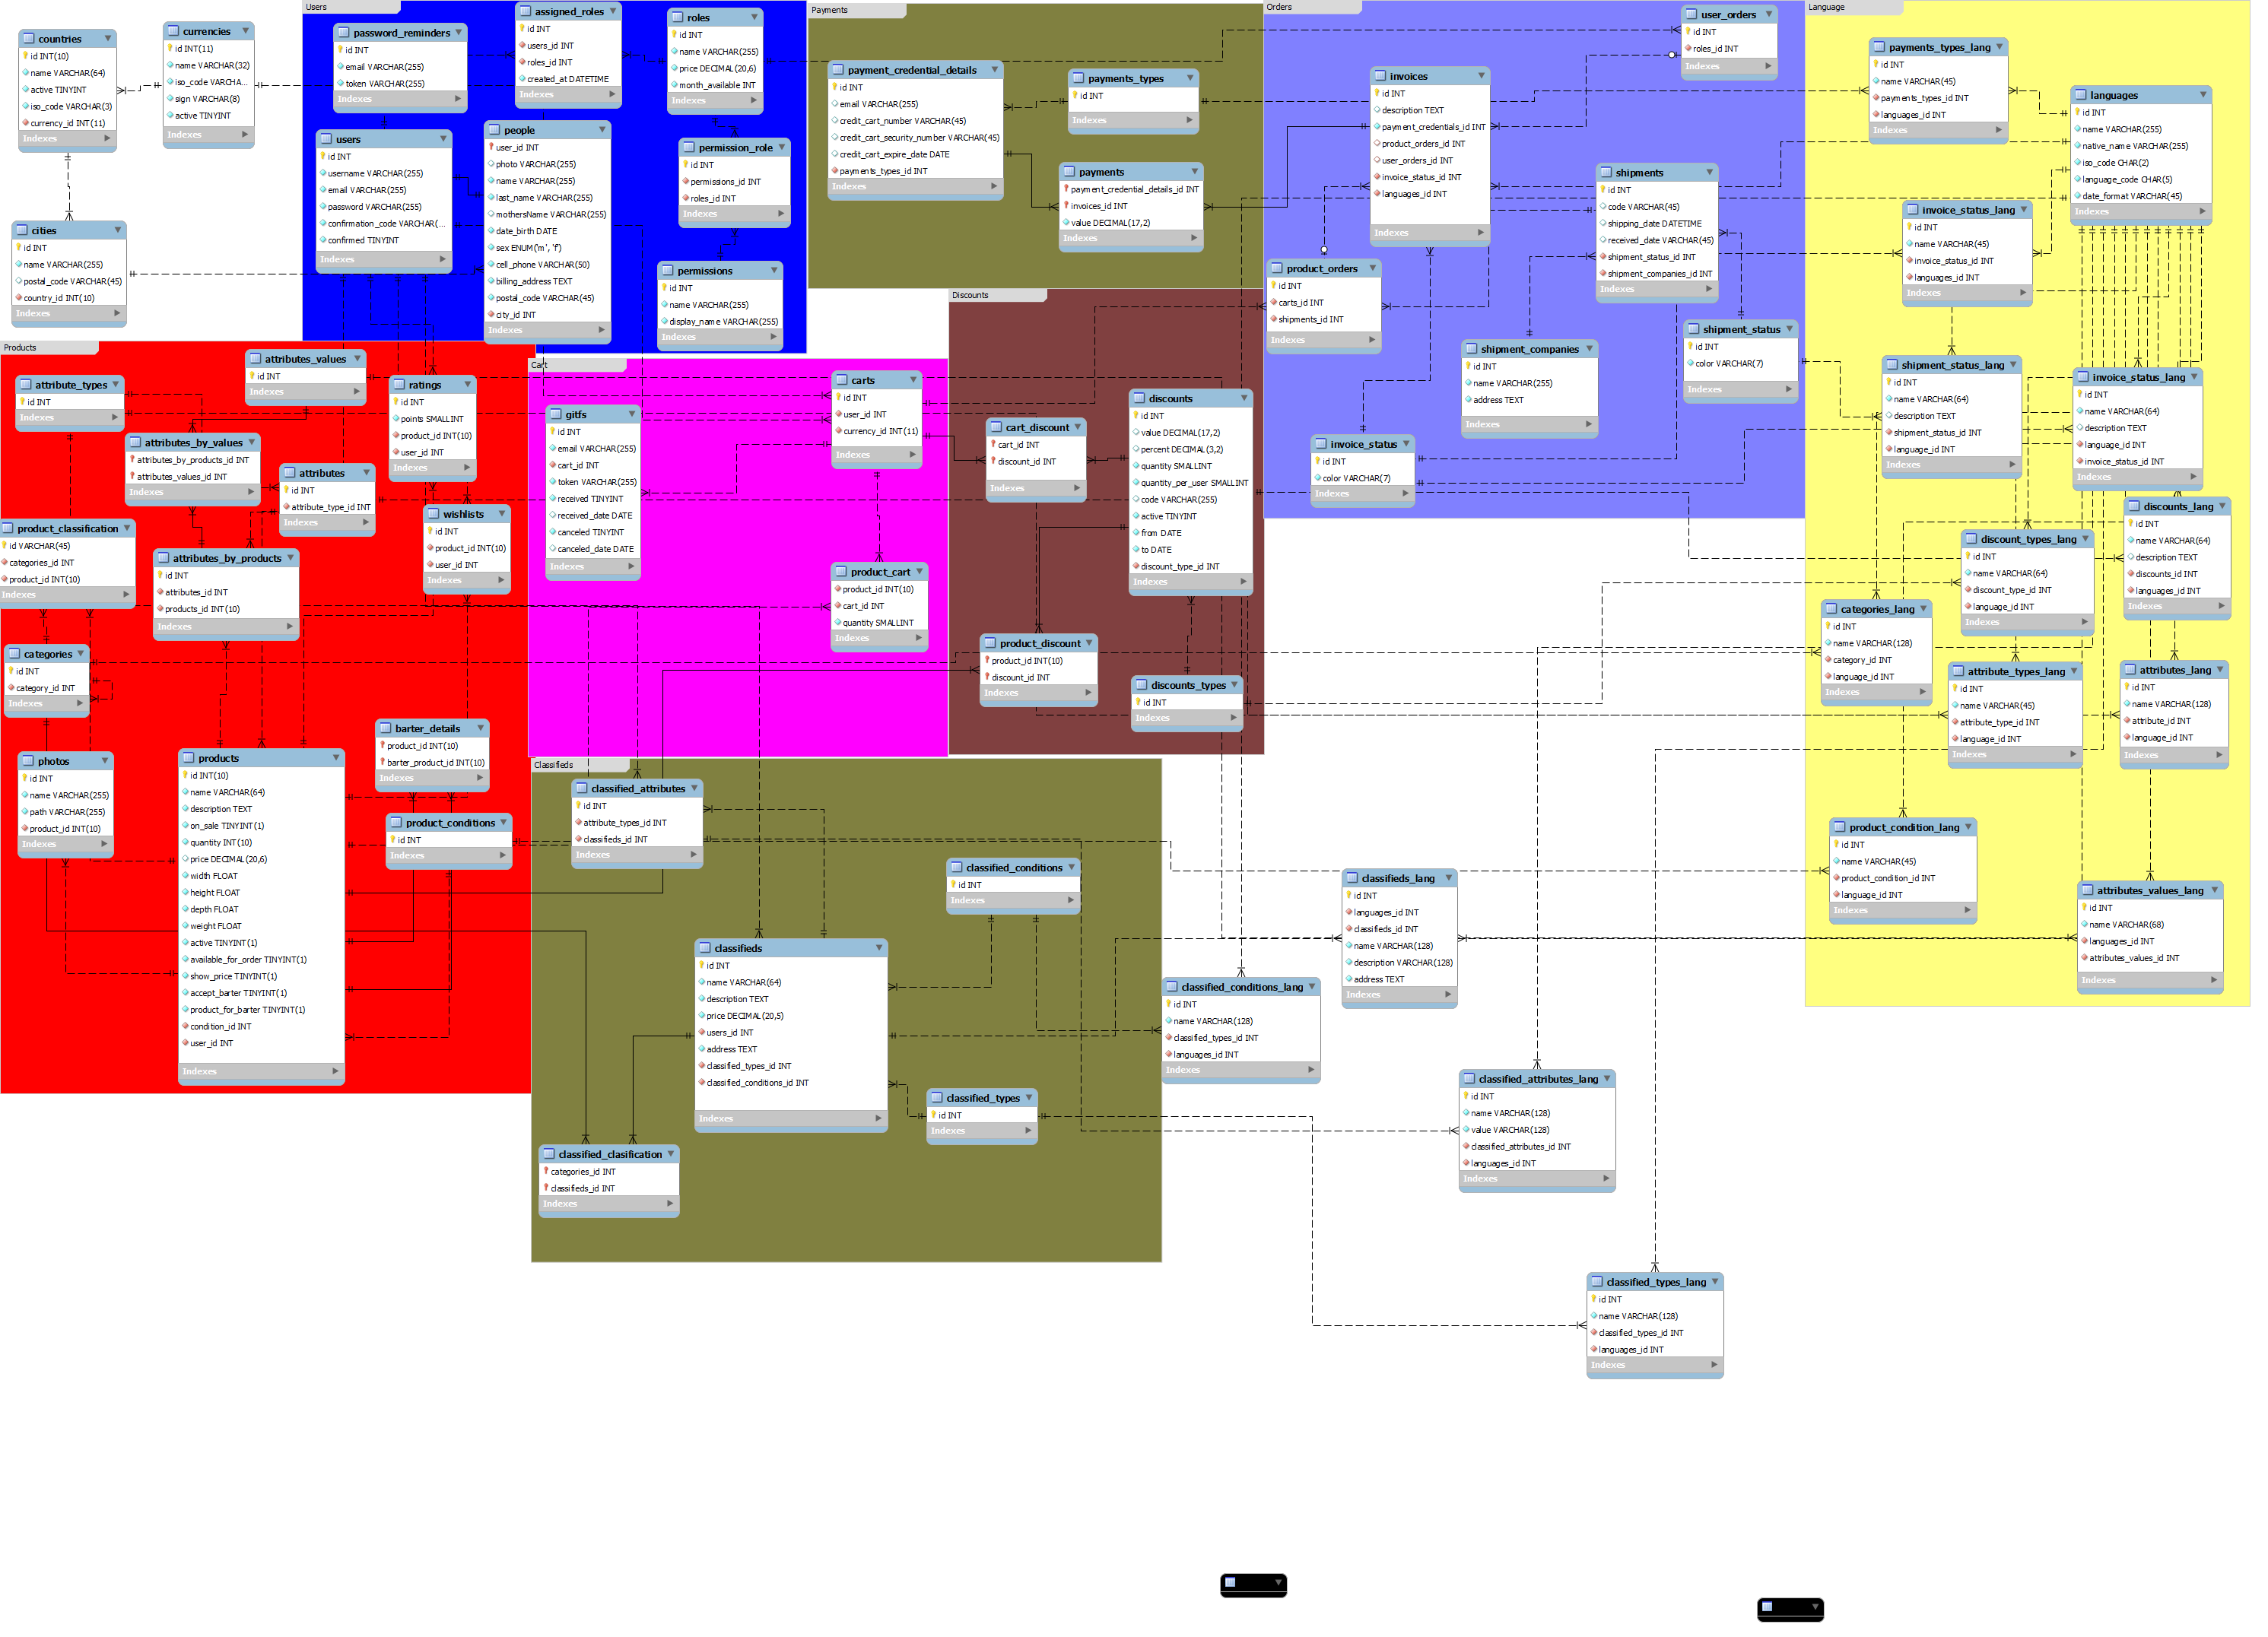 countries
id INT(10)
name VARCHAR(64)
active TINYINT
iso_code VARCHAR(3)
currency_id INT(11)
Indexes
currencies
id INT(11)
name VARCHAR(32)
iso_code VARCHA...
sign VARCHAR(8)
active TINYINT
Indexes
cities
id INT
name VARCHAR(255)
postal_code VARCHAR(45)
country_id INT(10)
Indexes
Users
password_reminders
id INT
email VARCHAR(255)
token VARCHAR(255)
Indexes
assigned_roles
id INT
users_id INT
roles_id INT
created_at DATETIME
Indexes
roles
id INT
name VARCHAR(255)
price DECIMAL(20,6)
month_available INT
Indexes
users
id INT
username VARCHAR(255)
email VARCHAR(255)
password VARCHAR(255)
confirmation_code VARCHAR(...
confirmed TINYINT
Indexes
people
user_id INT
photo VARCHAR(255)
name VARCHAR(255)
last_name VARCHAR(255)
mothersName VARCHAR(255)
date_birth DATE
sex ENUM('m', 'f')
cell_phone VARCHAR(50)
billing_address TEXT
postal_code VARCHAR(45)
city_id INT
Indexes
permission_role
id INT
permissions_id INT
roles_id INT
Indexes
permissions
id INT
name VARCHAR(255)
display_name VARCHAR(255)
Indexes
Payments
payment_credential_details
id INT
email VARCHAR(255)
credit_cart_number VARCHAR(45)
credit_cart_security_number VARCHAR(45)
credit_cart_expire_date DATE
payments_types_id INT
Indexes
payments_types
id INT
Indexes
payments
payment_credential_details_id INT
invoices_id INT
value DECIMAL(17,2)
Indexes
Orders
user_orders
id INT
roles_id INT
Indexes
invoices
id INT
description TEXT
payment_credentials_id INT
product_orders_id INT
user_orders_id INT
invoice_status_id INT
languages_id INT
Indexes
shipments
id INT
code VARCHAR(45)
shipping_date DATETIME
received_date VARCHAR(45)
shipment_status_id INT
shipment_companies_id INT
Indexes
product_orders
id INT
carts_id INT
shipments_id INT
Indexes
shipment_companies
id INT
name VARCHAR(255)
address TEXT
Indexes
shipment_status
id INT
color VARCHAR(7)
Indexes
invoice_status
id INT
color VARCHAR(7)
Indexes
Language
payments_types_lang
id INT
name VARCHAR(45)
payments_types_id INT
languages_id INT
Indexes
languages
id INT
name VARCHAR(255)
native_name VARCHAR(255)
iso_code CHAR(2)
language_code CHAR(5)
date_format VARCHAR(45)
Indexes
invoice_status_lang
id INT
name VARCHAR(45)
invoice_status_id INT
languages_id INT
Indexes
shipment_status_lang
id INT
name VARCHAR(64)
description TEXT
shipment_status_id INT
language_id INT
Indexes
invoice_status_lang
id INT
name VARCHAR(64)
description TEXT
language_id INT
invoice_status_id INT
Indexes
discounts_lang
id INT
name VARCHAR(64)
description TEXT
discounts_id INT
languages_id INT
Indexes
discount_types_lang
id INT
name VARCHAR(64)
discount_type_id INT
language_id INT
Indexes
categories_lang
id INT
name VARCHAR(128)
category_id INT
language_id INT
Indexes
attribute_types_lang
id INT
name VARCHAR(45)
attribute_type_id INT
language_id INT
Indexes
attributes_lang
id INT
name VARCHAR(128)
attribute_id INT
language_id INT
Indexes
product_condition_lang
id INT
name VARCHAR(45)
product_condition_id INT
language_id INT
Indexes
attributes_values_lang
id INT
name VARCHAR(68)
languages_id INT
attributes_values_id INT
Indexes
Products
attributes_values
id INT
Indexes
attribute_types
id INT
Indexes
ratings
id INT
points SMALLINT
product_id INT(10)
user_id INT
Indexes
attributes_by_values
attributes_by_products_id INT
attributes_values_id INT
Indexes
attributes
id INT
attribute_type_id INT
Indexes
wishlists
id INT
product_id INT(10)
user_id INT
Indexes
product_classification
id VARCHAR(45)
categories_id INT
product_id INT(10)
Indexes
attributes_by_products
id INT
attributes_id INT
products_id INT(10)
Indexes
categories
id INT
category_id INT
Indexes
barter_details
product_id INT(10)
barter_product_id INT(10)
Indexes
photos
id INT
name VARCHAR(255)
path VARCHAR(255)
product_id INT(10)
Indexes
products
id INT(10)
name VARCHAR(64)
description TEXT
on_sale TINYINT(1)
quantity INT(10)
price DECIMAL(20,6)
width FLOAT
height FLOAT
depth FLOAT
weight FLOAT
active TINYINT(1)
available_for_order TINYINT(1)
show_price TINYINT(1)
accept_barter TINYINT(1)
product_for_barter TINYINT(1)
condition_id INT
user_id INT
Indexes
product_conditions
id INT
Indexes
Cart
carts
id INT
user_id INT
currency_id INT(11)
Indexes
gitfs
id INT
email VARCHAR(255)
cart_id INT
token VARCHAR(255)
received TINYINT
received_date DATE
canceled TINYINT
canceled_date DATE
Indexes
product_cart
product_id INT(10)
cart_id INT
quantity SMALLINT
Indexes
Discounts
cart_discount
cart_id INT
discount_id INT
Indexes
discounts
id INT
value DECIMAL(17,2)
percent DECIMAL(3,2)
quantity SMALLINT
quantity_per_user SMALLINT
code VARCHAR(255)
active TINYINT
from DATE
to DATE
discount_type_id INT
Indexes
product_discount
product_id INT(10)
discount_id INT
Indexes
discounts_types
id INT
Indexes
Classifieds
classified_attributes
id INT
attribute_types_id INT
classifieds_id INT
Indexes
classified_conditions
id INT
Indexes
classifieds
id INT
name VARCHAR(64)
description TEXT
price DECIMAL(20,5)
users_id INT
address TEXT
classified_types_id INT
classified_conditions_id INT
Indexes
classified_types
id INT
Indexes
classified_clasification
categories_id INT
classifieds_id INT
Indexes
classifieds_lang
id INT
languages_id INT
classifieds_id INT
name VARCHAR(128)
description VARCHAR(128)
address TEXT
Indexes
classified_conditions_lang
id INT
name VARCHAR(128)
classified_types_id INT
languages_id INT
Indexes
classified_attributes_lang
id INT
name VARCHAR(128)
value VARCHAR(128)
classified_attributes_id INT
languages_id INT
Indexes
classified_types_lang
id INT
name VARCHAR(128)
classified_types_id INT
languages_id INT
Indexes